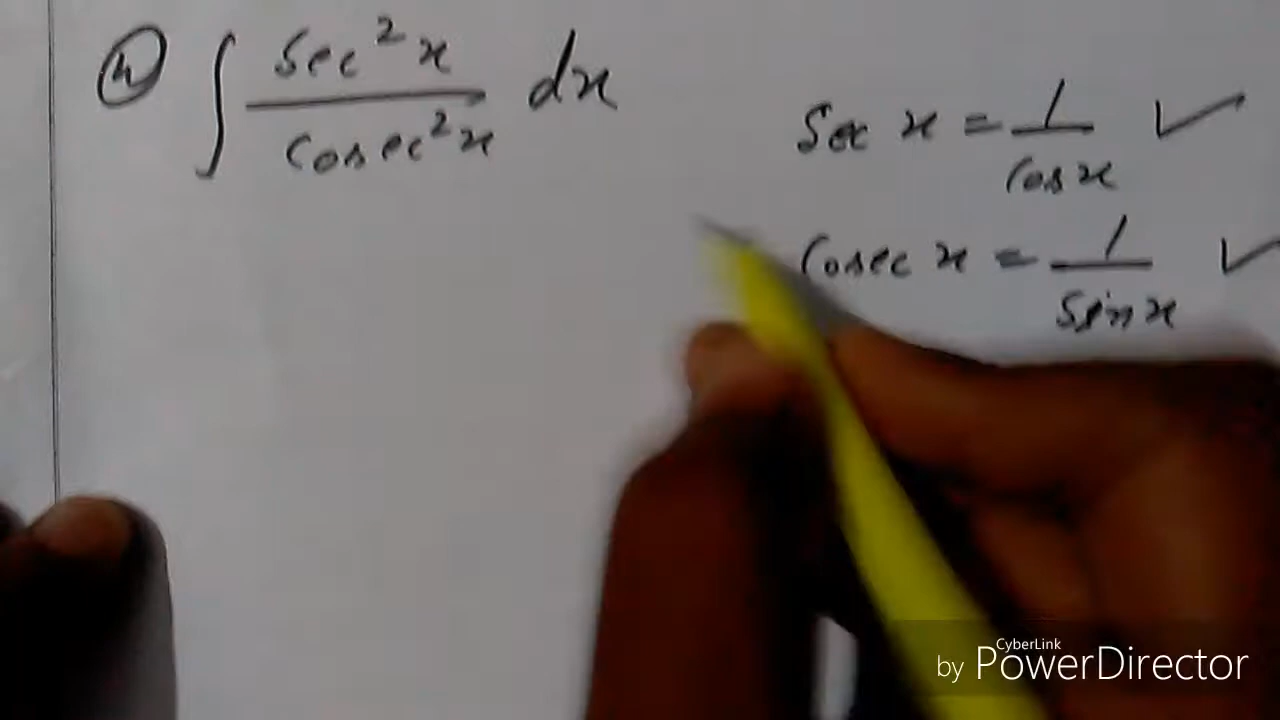 ④ ∫ sec²x / cosec²x dx
Sec x = 1 / cos x ✓
Cosec x = 1 / sin x ✓
CyberLink
by PowerDirector